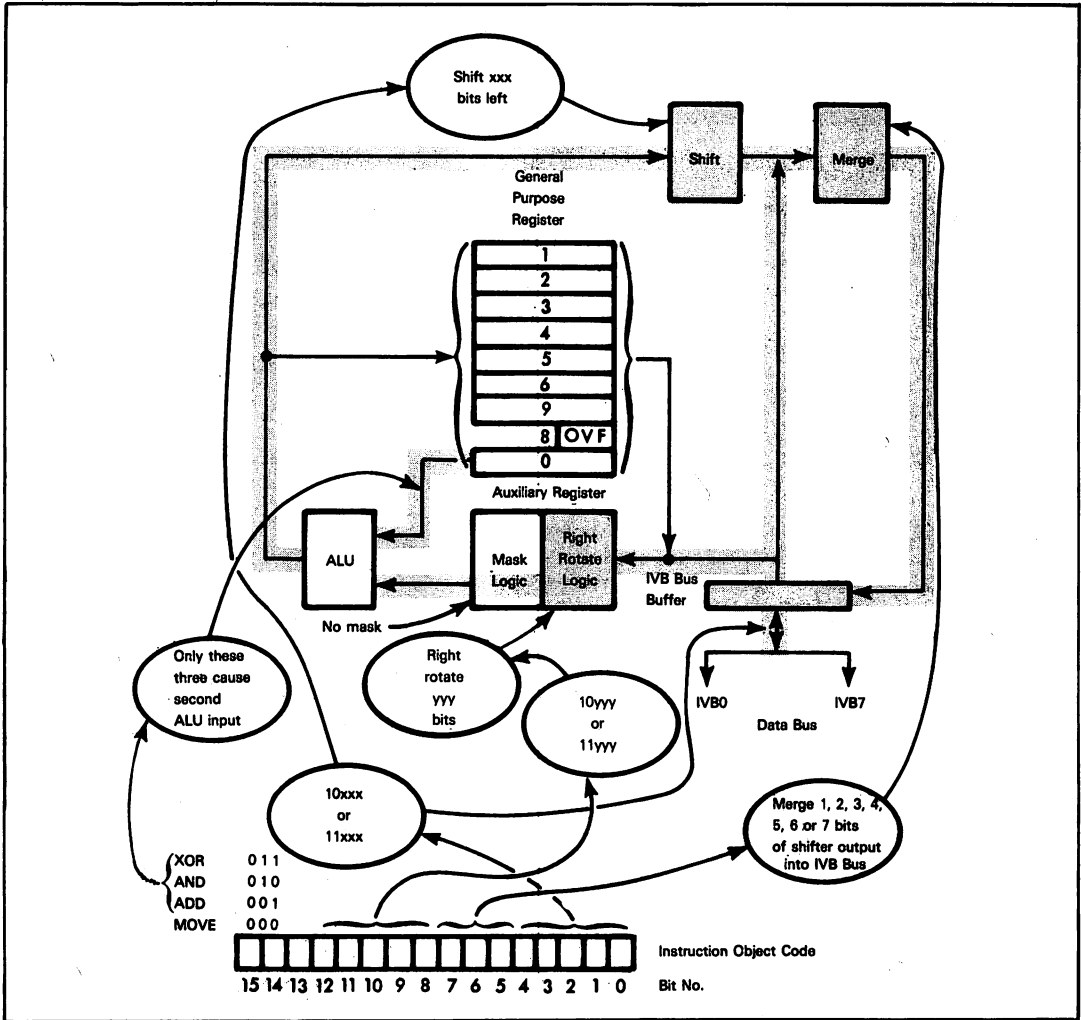 Shift xxx
bits left
Shift
Merge
General
Purpose
Register
1
2
3
4
5
6
9
8 OVF
0
Auxiliary Register
ALU
Mask
Logic
Right
Rotate
Logic
IVB Bus
Buffer
No mask
Only these
three cause
second
ALU input
Right
rotate
yyy
bits
10yyy
or
11yyy
IVB0
IVB7
Data Bus
10xxx
or
11xxx
Merge 1, 2, 3, 4,
5, 6 or 7 bits
of shifter output
into IVB Bus
XOR 011
AND 010
ADD 001
MOVE 000
Instruction Object Code
15 14 13 12 11 10 9 8 7 6 5 4 3 2 1 0 Bit No.